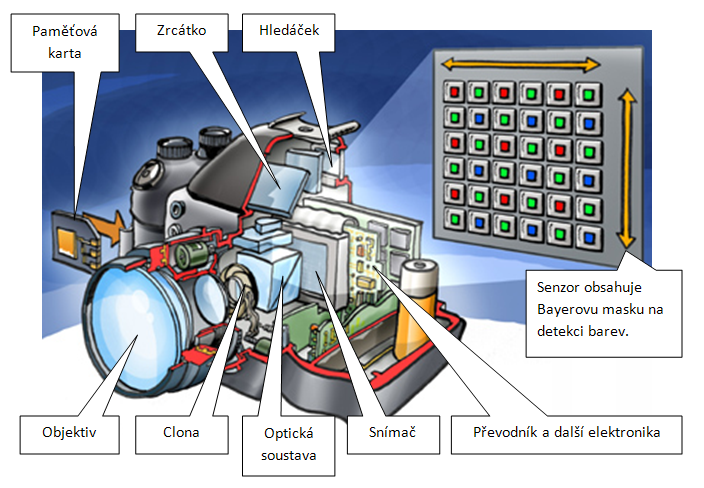 Paměťová
karta
Zrcátko
Hledáček
Senzor obsahuje
Bayerovu masku na
detekci barev.
Objektiv
Clona
Optická
soustava
Snímač
Převodník a další elektronika